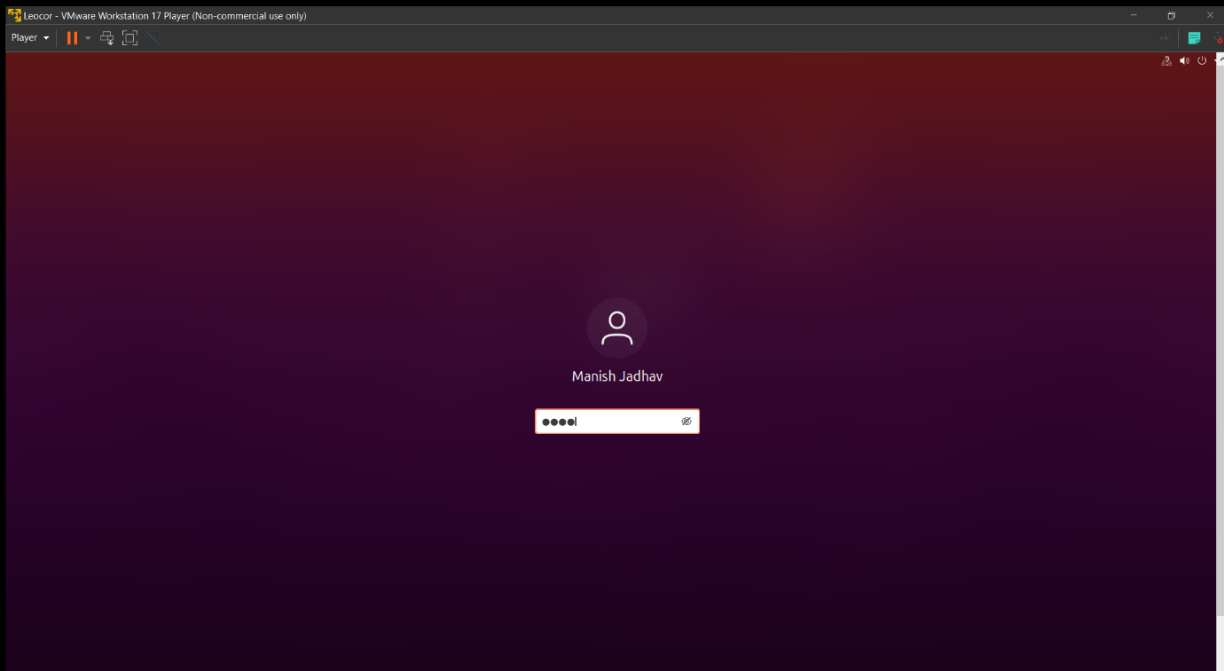 Leocor - VMware Workstation 17 Player (Non-commercial use only)
Player
Manish Jadhav